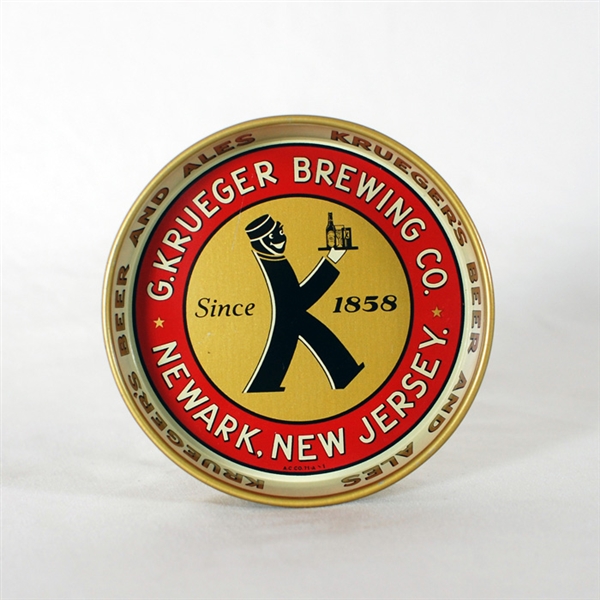 G. KRUEGER BREWING CO.
Since 1858
NEWARK, NEW JERSEY.
KRUEGER'S BEER AND ALES
KRUEGER'S BEER AND ALES